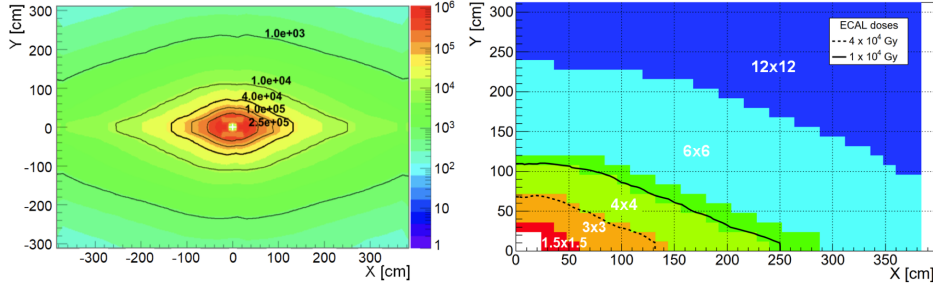 Y [cm]
300
200
100
0
-100
-200
-300
-300
-200
-100
0
100
200
300
X [cm]
1.0e+03
1.0e+04
4.0e+04
1.0e+05
2.5e+05
10⁶
10⁵
10⁴
10³
10²
10
1
Y [cm]
300
250
200
150
100
50
0
0
50
100
150
200
250
300
350
X [cm]
ECAL doses
4 x 10⁴ Gy
1 x 10⁴ Gy
12x12
6x6
4x4
3x3
1.5x1.5